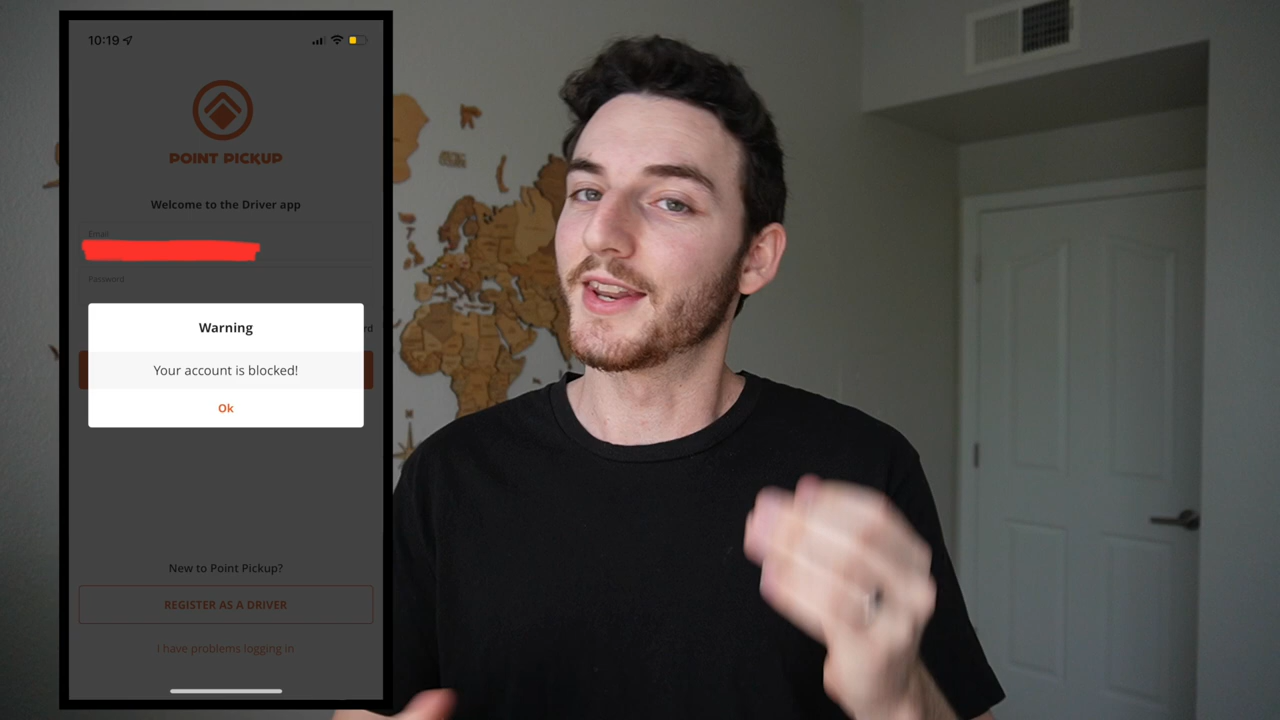 10:19
POINT PICKUP
Welcome to the Driver app
Email
Password
rd
Warning
Your account is blocked!
Ok
New to Point Pickup?
REGISTER AS A DRIVER
I have problems logging in